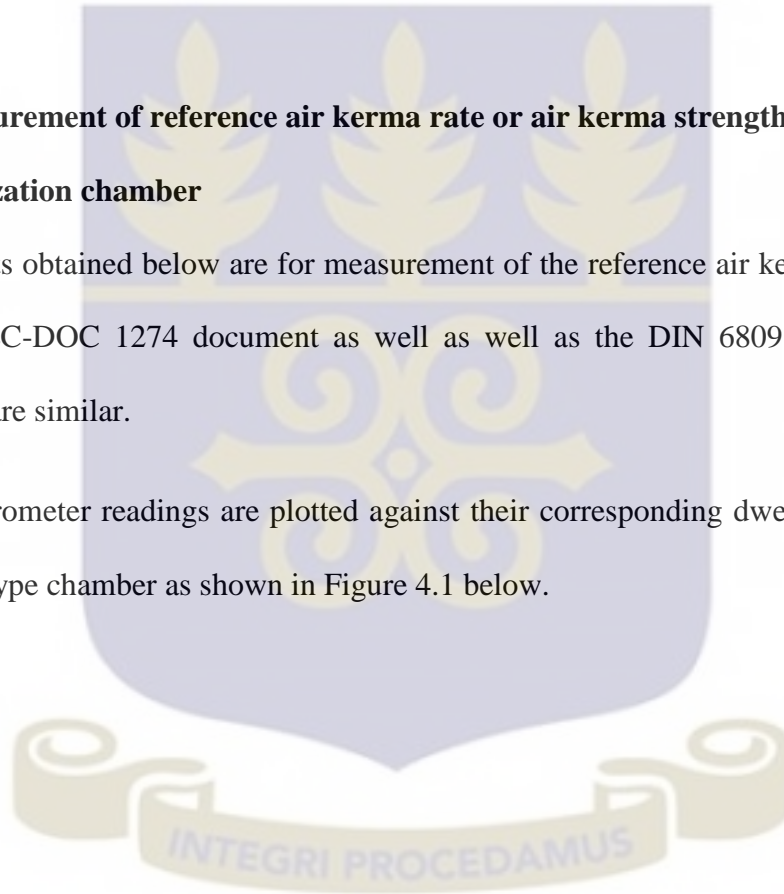 urement of reference air kerma rate or air kerma strength
zation chamber
s obtained below are for measurement of the reference air ke
C-DOC 1274 document as well as well as the DIN 6809
re similar.
rometer readings are plotted against their corresponding dwe
ype chamber as shown in Figure 4.1 below.
INTEGRI PROCEDAMUS